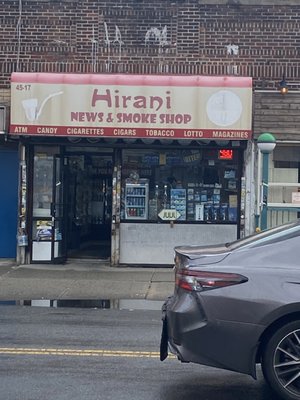 45-17
Hirani
NEWS & SMOKE SHOP
ATM CANDY CIGARETTES CIGARS TOBACCO LOTTO MAGAZINES
JUUL